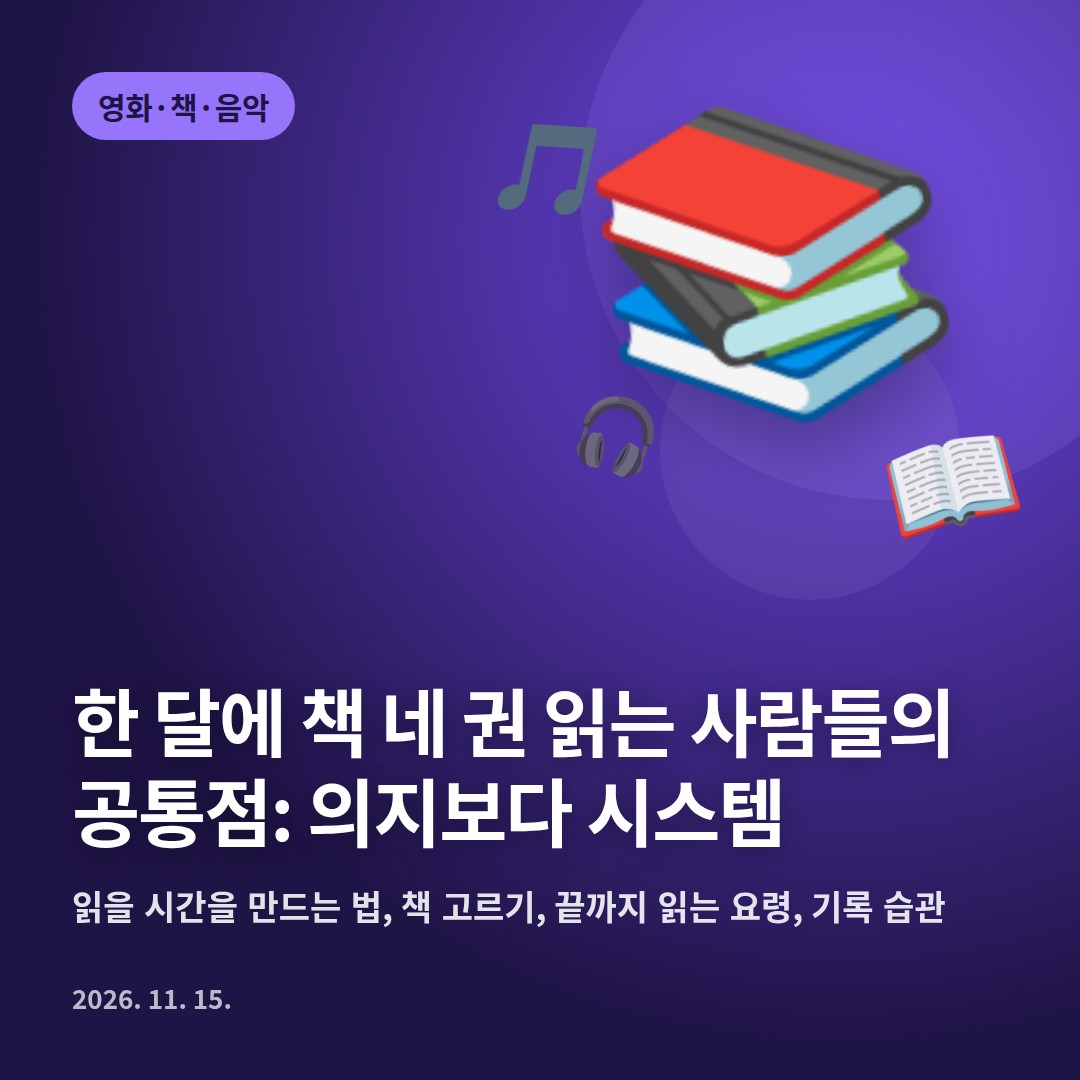 영화·책·음악
한 달에 책 네 권 읽는 사람들의
공통점: 의지보다 시스템
읽을 시간을 만드는 법, 책 고르기, 끝까지 읽는 요령, 기록 습관
2026. 11. 15.